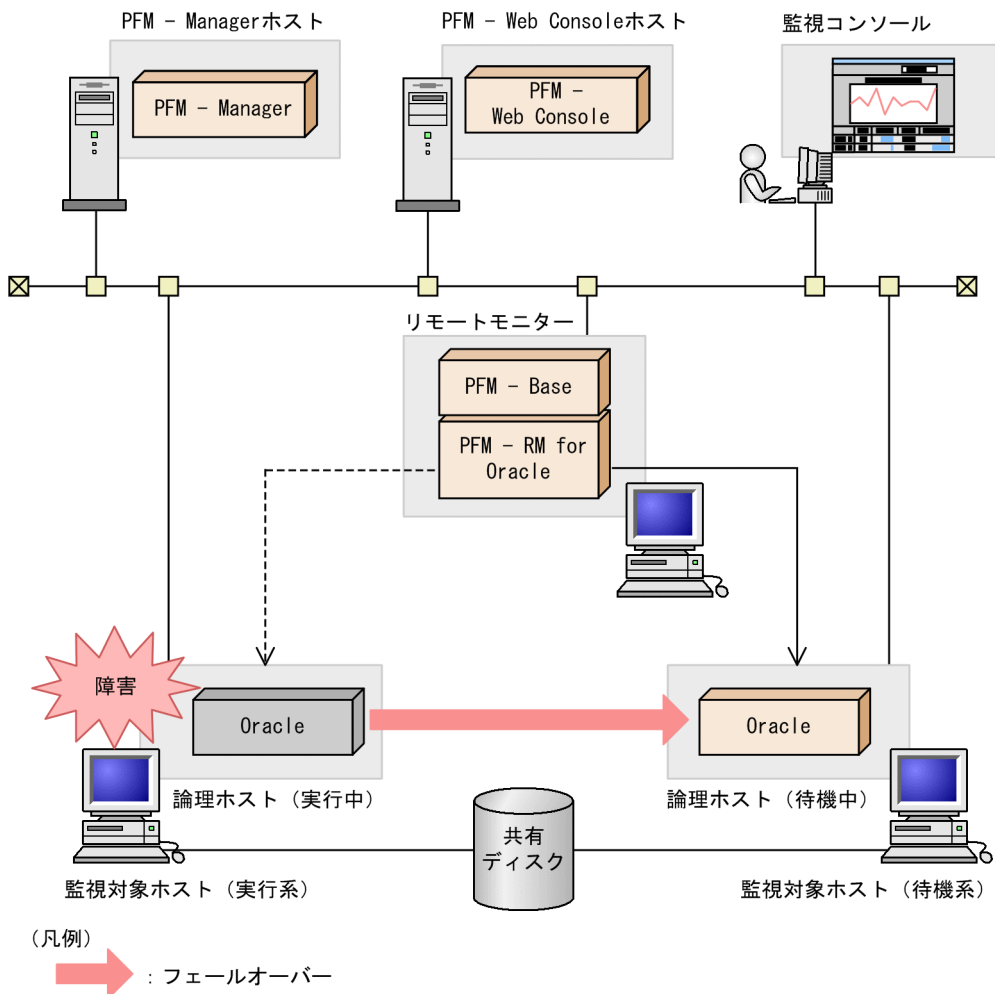 PFM - Managerホスト
PFM - Web Consoleホスト
監視コンソール
PFM - Manager
PFM -
Web Console
リモートモニター
PFM - Base
PFM - RM for
Oracle
障害
Oracle
Oracle
論理ホスト（実行中）
論理ホスト（待機中）
共有
ディスク
監視対象ホスト（実行系）
監視対象ホスト（待機系）
（凡例）
：フェールオーバー